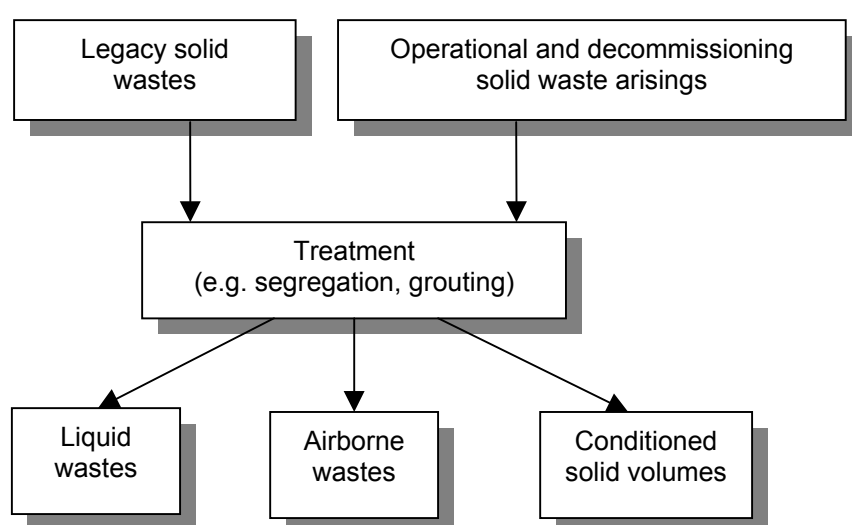 Legacy solid
wastes
Operational and decommissioning
solid waste arisings
Treatment
(e.g. segregation, grouting)
Liquid
wastes
Airborne
wastes
Conditioned
solid volumes